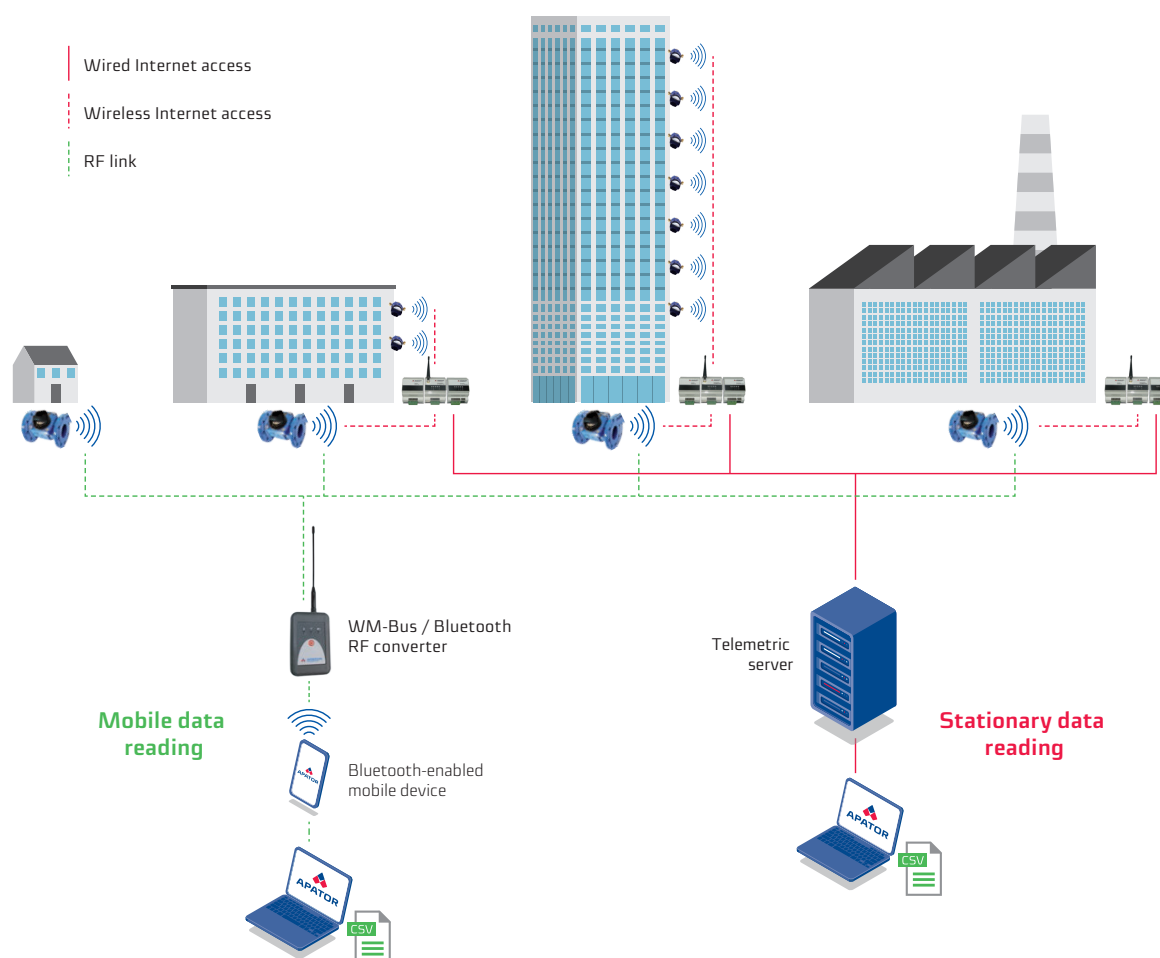 Wired Internet access
Wireless Internet access
RF link
WM-Bus / Bluetooth
RF converter
Telemetric
server
Mobile data
reading
Stationary data
reading
APATOR
Bluetooth-enabled
mobile device
APATOR
CSV
APATOR
CSV